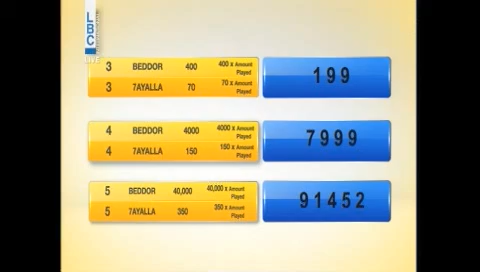 LBC
LIVE
3 BEDDOR 400 400 x Amount Played
3 7AYALLA 70 70 x Amount Played
199
4 BEDDOR 4000 4000 x Amount Played
4 7AYALLA 150 150 x Amount Played
7999
5 BEDDOR 40,000 40,000 x Amount Played
5 7AYALLA 350 350 x Amount Played
91452